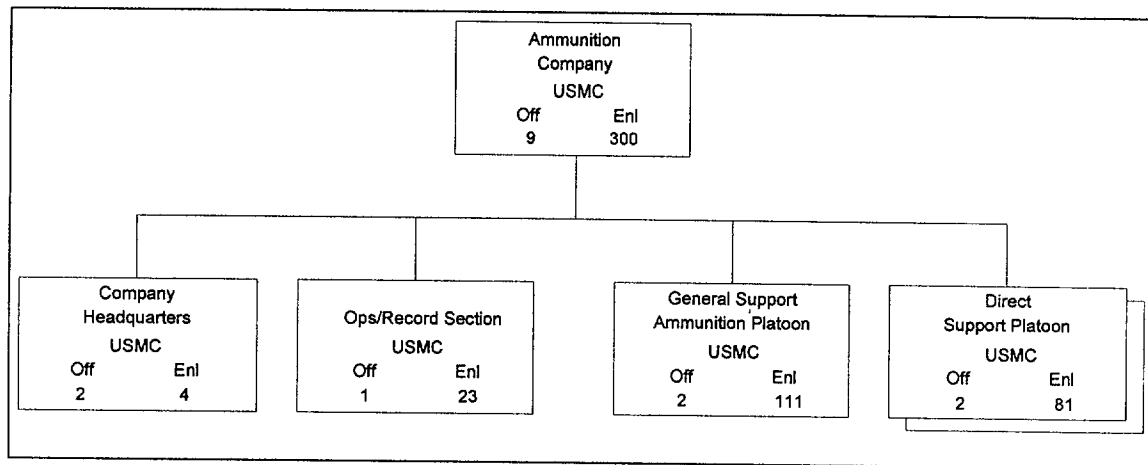 Ammunition
Company
USMC
Off Enl
9 300
Company
Headquarters
USMC
Off Enl
2 4
Ops/Record Section
USMC
Off Enl
1 23
General Support
Ammunition Platoon
USMC
Off Enl
2 111
Direct
Support Platoon
USMC
Off Enl
2 81